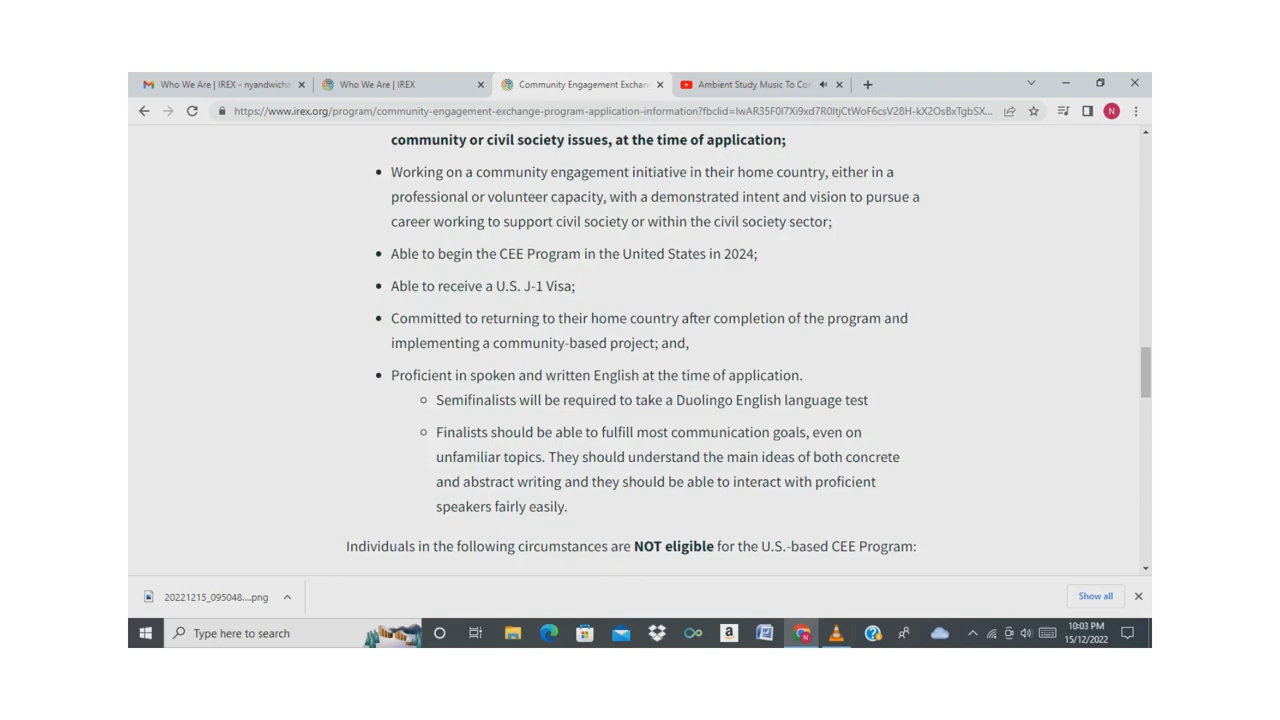 Who We Are | IREX - nyandwicha
Who We Are | IREX
Community Engagement Exchan
Ambient Study Music To Con
https://www.irex.org/program/community-engagement-exchange-program-application-information?fbclid=IwAR35F0I7Xi9xd7R0ltjCtWoF6csV28H-kX2OsBxTgbSX...
N
community or civil society issues, at the time of application;
• Working on a community engagement initiative in their home country, either in a
professional or volunteer capacity, with a demonstrated intent and vision to pursue a
career working to support civil society or within the civil society sector;
• Able to begin the CEE Program in the United States in 2024;
• Able to receive a U.S. J-1 Visa;
• Committed to returning to their home country after completion of the program and
implementing a community-based project; and,
• Proficient in spoken and written English at the time of application.
○ Semifinalists will be required to take a Duolingo English language test
○ Finalists should be able to fulfill most communication goals, even on
unfamiliar topics. They should understand the main ideas of both concrete
and abstract writing and they should be able to interact with proficient
speakers fairly easily.
Individuals in the following circumstances are NOT eligible for the U.S.-based CEE Program:
20221215_095048....png
Show all
Type here to search
10:03 PM
15/12/2022